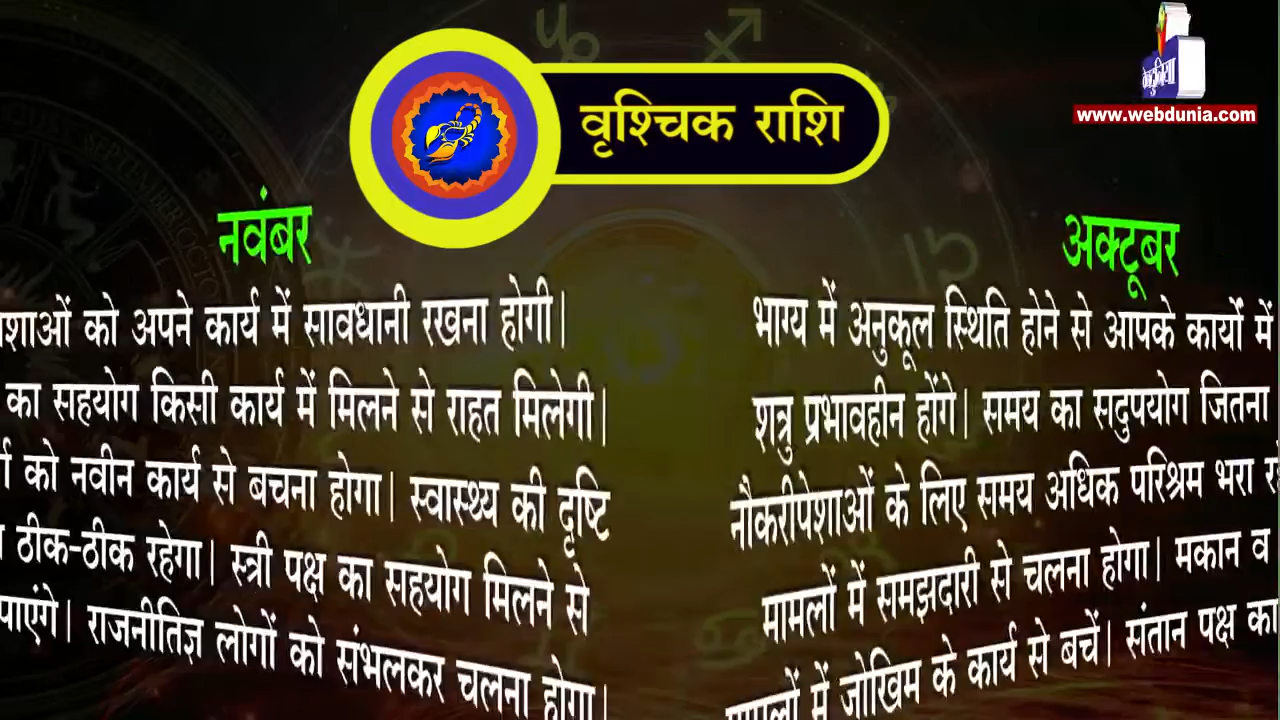 वेबदुनिया
www.webdunia.com
वृश्चिक राशि
नवंबर
को अपने कार्य में सावधानी रखना होगी।
का सहयोग किसी कार्य में मिलने से राहत मिलेगी।
को नवीन कार्य से बचना होगा। स्वास्थ्य की दृष्टि
ठीक-ठीक रहेगा। स्त्री पक्ष का सहयोग मिलने से
पाएंगे। राजनीतिज्ञ लोगों को संभलकर चलना होगा।
अक्टूबर
भाग्य में अनुकूल स्थिति होने से आपके कार्यों में
शत्रु प्रभावहीन होंगे। समय का सदुपयोग जितना
नौकरीपेशाओं के लिए समय अधिक परिश्रम भरा
मामलों में समझदारी से चलना होगा। मकान व
मामलों में जोखिम के कार्य से बचें। संतान पक्ष का